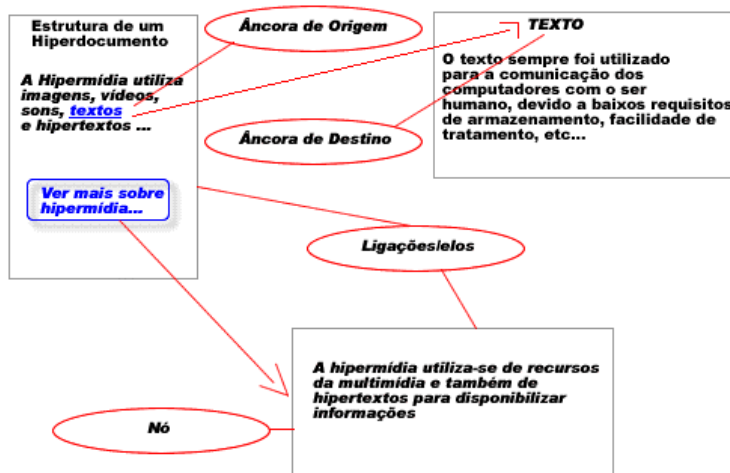 Estrutura de um
Hiperdocumento
A Hipermídia utiliza
imagens, vídeos,
sons, textos
e hipertextos ...
Ver mais sobre
hipermídia...
Âncora de Origem
Âncora de Destino
TEXTO
O texto sempre foi utilizado
para a comunicação dos
computadores com o ser
humano, devido a baixos requisitos
de armazenamento, facilidade de
tratamento, etc...
Ligações/elos
A hipermídia utiliza-se de recursos
da multimídia e também de
hipertextos para disponibilizar
informações
Nó